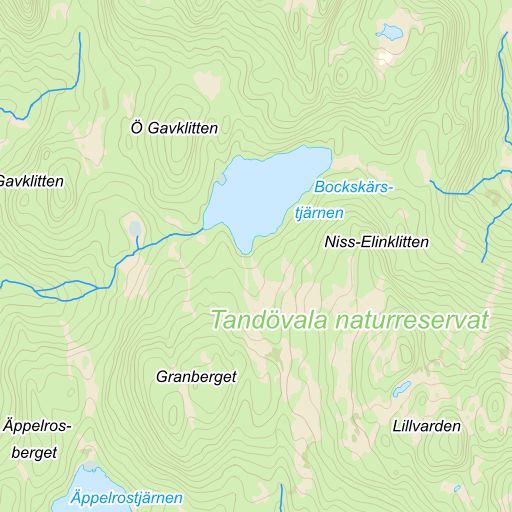 Ö Gavklitten
Gavklitten
Bockskärs-
tjärnen
Niss-Elinklitten
Tandövala naturreservat
Granberget
Äppelros-
berget
Lillvarden
Äppelrostjärnen